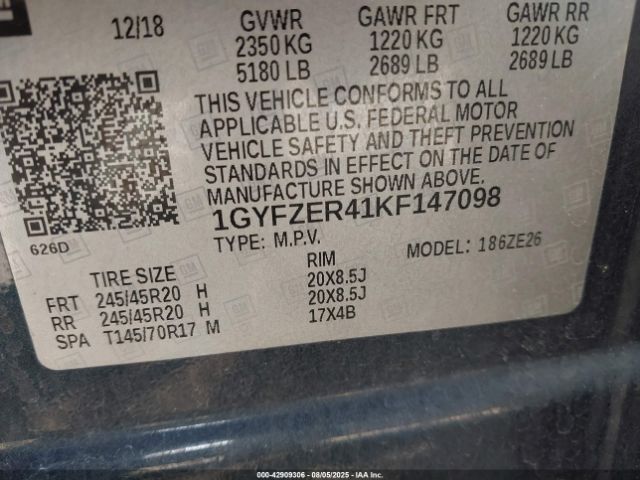 GM
12/18 GVWR GAWR FRT GAWR RR
2350 KG 1220 KG 1220 KG
5180 LB 2689 LB 2689 LB
THIS VEHICLE CONFORMS TO ALL
APPLICABLE U.S. FEDERAL MOTOR
VEHICLE SAFETY AND THEFT PREVENTION
STANDARDS IN EFFECT ON THE DATE OF
MANUFACTURE SHOWN ABOVE.
1GYFZER41KF147098
626D
TYPE: M.P.V. MODEL: 186ZE26
TIRE SIZE RIM
FRT 245/45R20 H 20X8.5J
RR 245/45R20 H 20X8.5J
SPA T145/70R17 M 17X4B
000-42909306 - 08/05/2025 - IAAI.CA